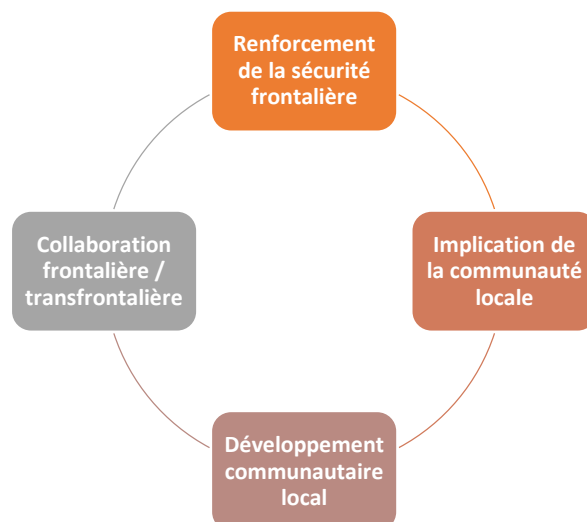 Renforcement
de la sécurité
frontalière
Collaboration
frontalière /
transfrontalière
Implication de
la communauté
locale
Développement
communautaire
local